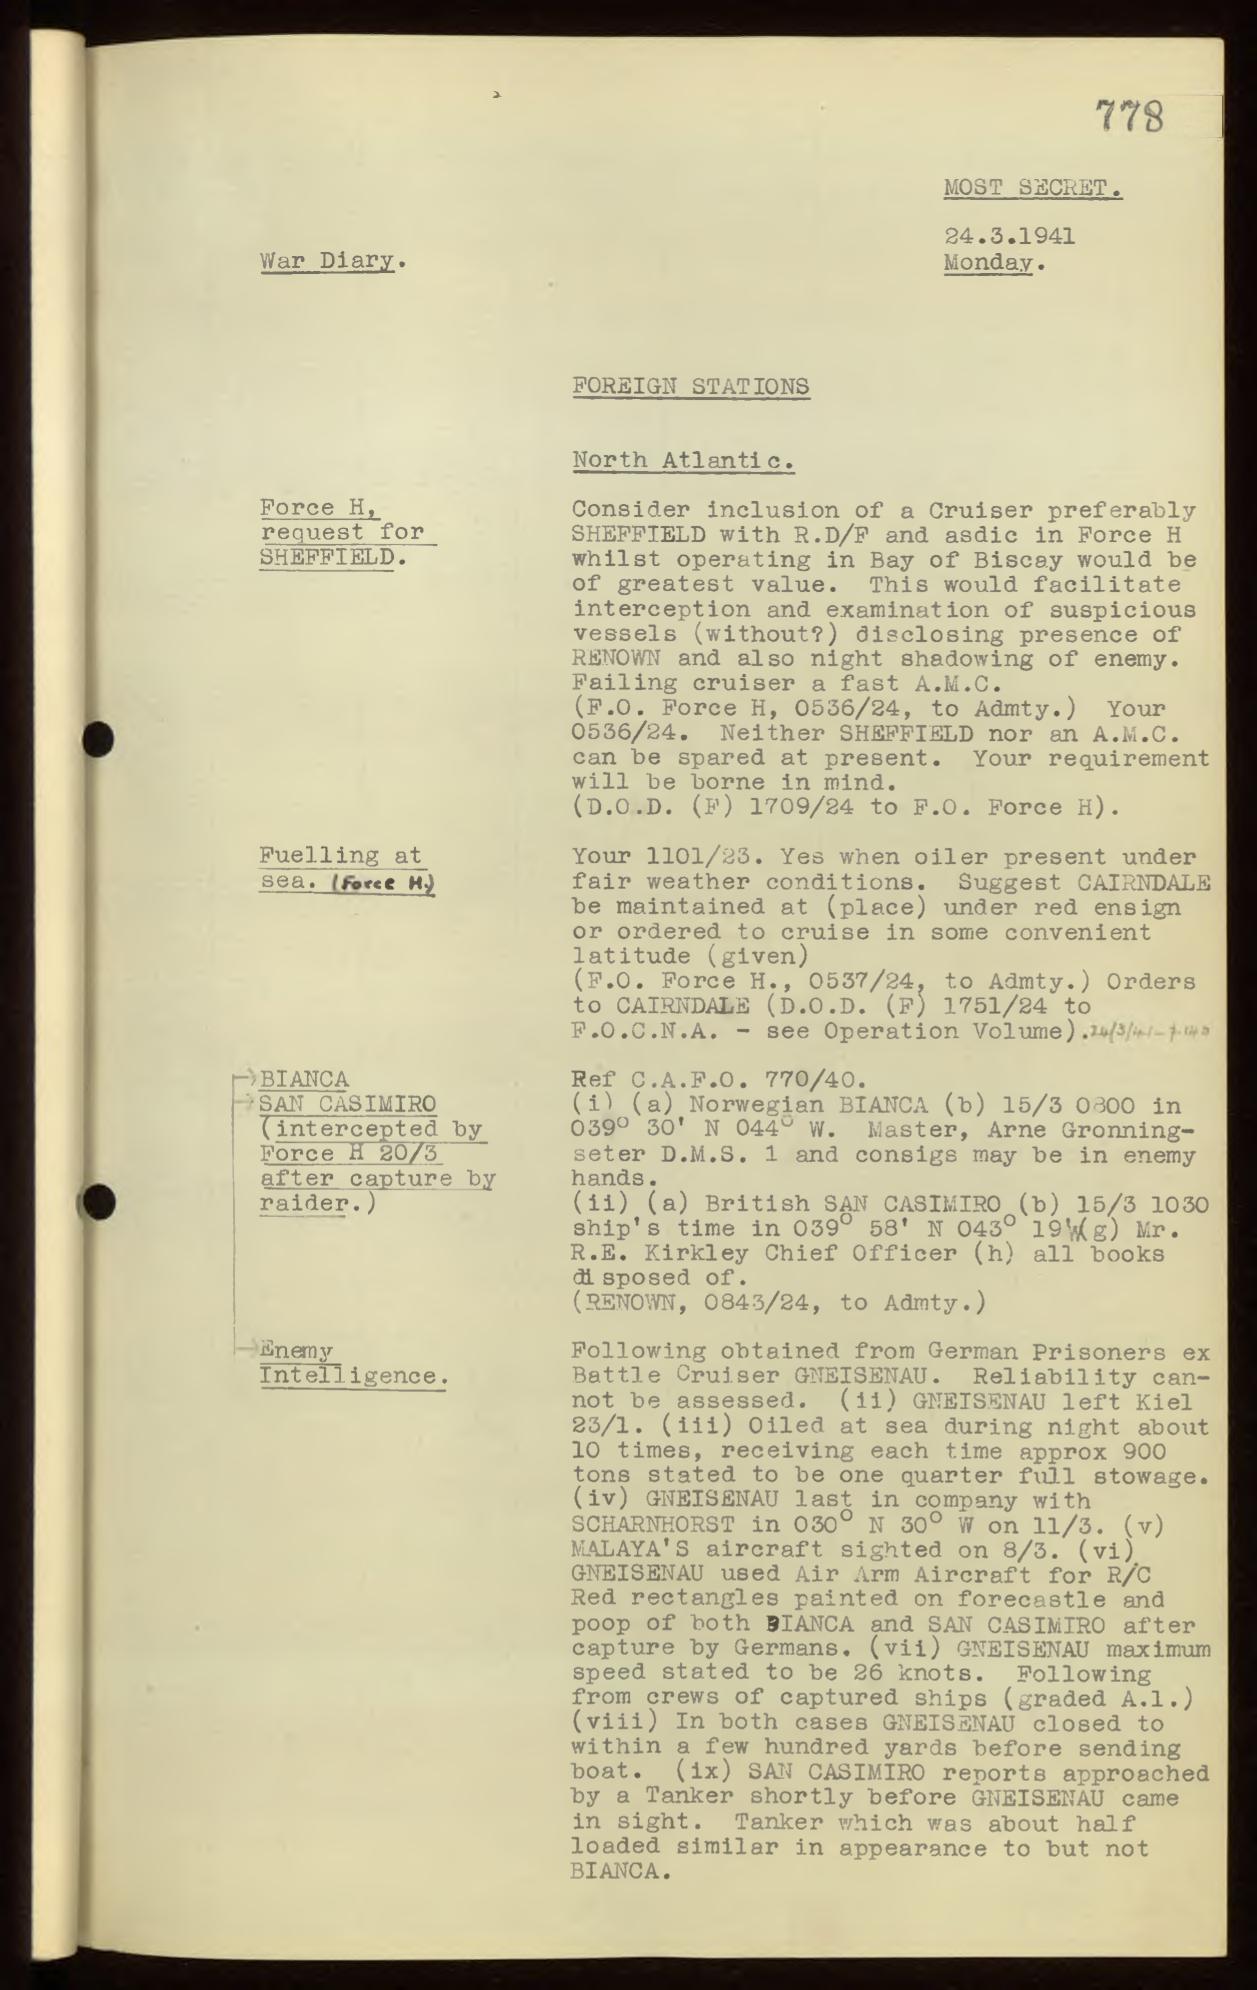 778
MOST SECRET.
24.3.1941
War Diary.
Monday.
FOREIGN STATIONS
North Atlantic.
Force H,
request for
SHEFFIELD.
Consider inclusion of a Cruiser preferably
SHEFFIELD with R.D/F and asdic in Force H
whilst operating in Bay of Biscay would be
of greatest value. This would facilitate
interception and examination of suspicious
vessels (without?) disclosing presence of
RENOWN and also night shadowing of enemy.
Failing cruiser a fast A.M.C.
(F.O. Force H, 0536/24, to Admty.) Your
0536/24. Neither SHEFFIELD nor an A.M.C.
can be spared at present. Your requirement
will be borne in mind.
(D.O.D. (F) 1709/24 to F.O. Force H).
Fuelling at
sea. (Force H.)
Your 1101/23. Yes when oiler present under
fair weather conditions. Suggest CAIRNDALE
be maintained at (place) under red ensign
or ordered to cruise in some convenient
latitude (given)
(F.O. Force H., 0537/24, to Admty.) Orders
to CAIRNDALE (D.O.D. (F) 1751/24 to
F.O.C.N.A. - see Operation Volume).
BIANCA
SAN CASIMIRO
(intercepted by
Force H 20/3
after capture by
raider.)
Ref C.A.F.O. 770/40.
(i) (a) Norwegian BIANCA (b) 15/3 0800 in
039° 30' N 044° W. Master, Arne Gronning-
seter D.M.S. 1 and consigs may be in enemy
hands.
(ii) (a) British SAN CASIMIRO (b) 15/3 1030
ship's time in 039° 58' N 043° 19'W(g) Mr.
R.E. Kirkley Chief Officer (h) all books
disposed of.
(RENOWN, 0843/24, to Admty.)
Enemy
Intelligence.
Following obtained from German Prisoners ex
Battle Cruiser GNEISENAU. Reliability can-
not be assessed. (ii) GNEISENAU left Kiel
23/1. (iii) Oiled at sea during night about
10 times, receiving each time approx 900
tons stated to be one quarter full stowage.
(iv) GNEISENAU last in company with
SCHARNHORST in 030° N 30° W on 11/3. (v)
MALAYA'S aircraft sighted on 8/3. (vi)
GNEISENAU used Air Arm Aircraft for R/C
Red rectangles painted on forecastle and
poop of both BIANCA and SAN CASIMIRO after
capture by Germans. (vii) GNEISENAU maximum
speed stated to be 26 knots. Following
from crews of captured ships (graded A.1.)
(viii) In both cases GNEISENAU closed to
within a few hundred yards before sending
boat. (ix) SAN CASIMIRO reports approached
by a Tanker shortly before GNEISENAU came
in sight. Tanker which was about half
loaded similar in appearance to but not
BIANCA.